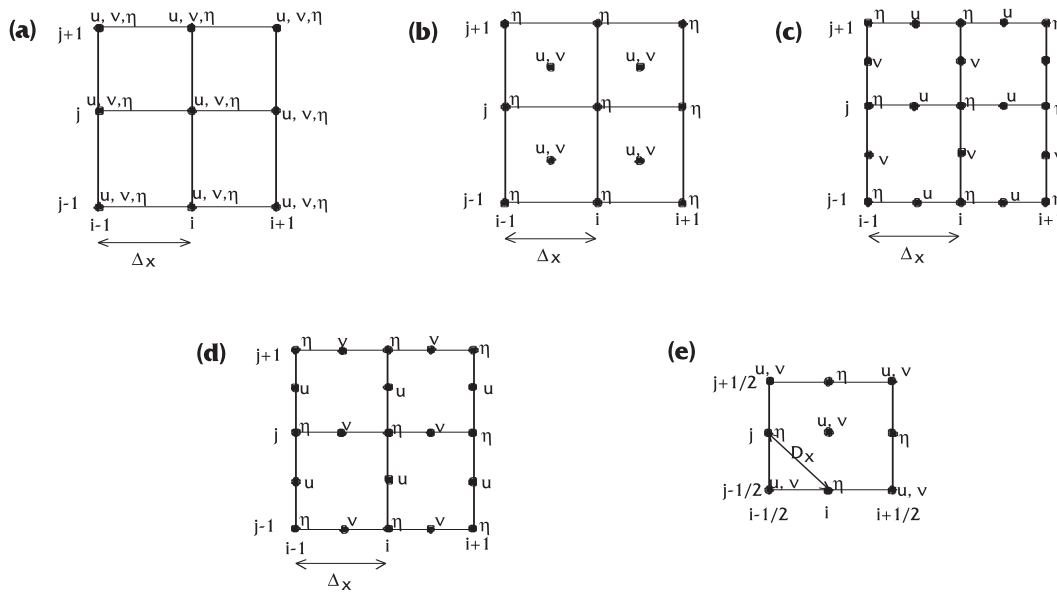 (a)
j+1 u, v,η u, v,η u, v,η
j u, v,η u, v,η u, v,η
j-1 u, v,η u, v,η u, v,η
i-1 i i+1
Δx
(b)
j+1 η η η
u, v u, v
j η η η
u, v u, v
j-1 η η η
i-1 i i+1
Δx
(c)
j+1 η u η u η
v v
j η u η u η
v v v
j-1 η u η u η
i-1 i i+1
Δx
(d)
j+1 η v η v η
u u u
j η v η v η
u u u
j-1 η v η v η
i-1 i i+1
Δx
(e)
u, v u, v
j+1/2 η
u, v
j η η
Dx
j-1/2 u, v η u, v
i-1/2 i i+1/2